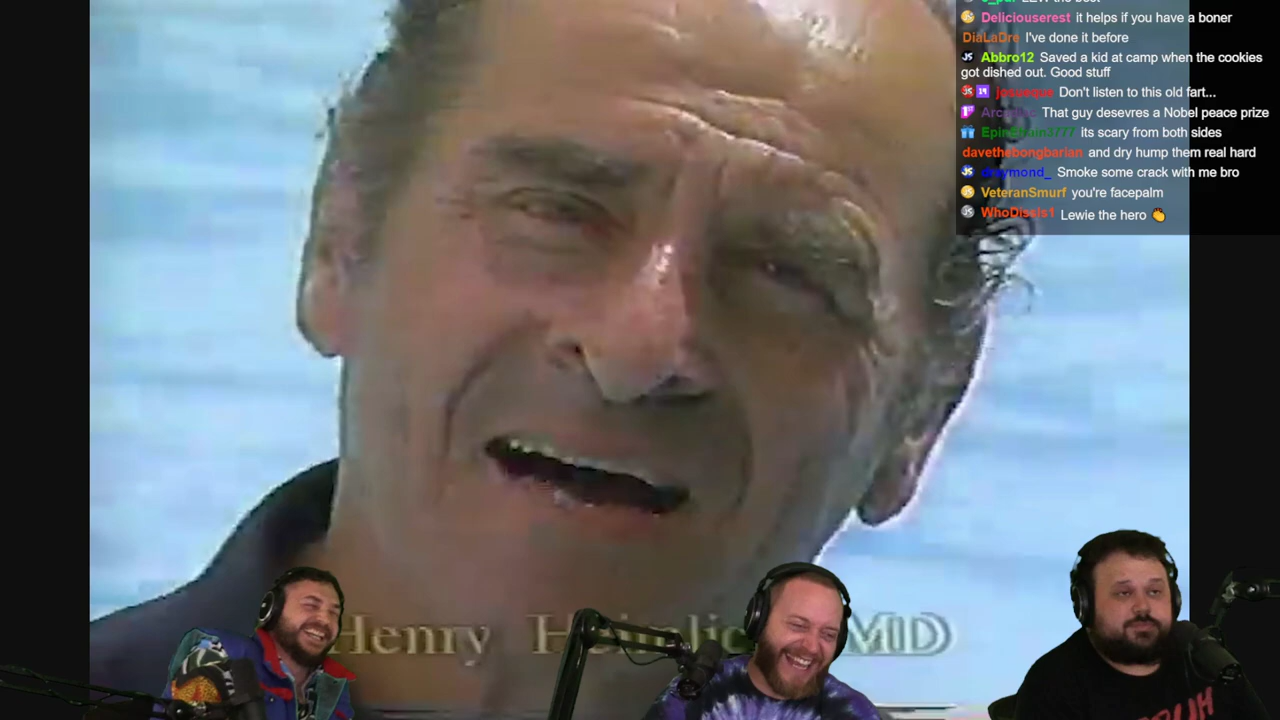 Deliciouserest it helps if you have a boner
DiaLaDre I've done it before
Abbro12 Saved a kid at camp when the cookies
got dished out. Good stuff
Don't listen to this old fart...
That guy desevres a Nobel peace prize
its scary from both sides
davethebongbarian and dry hump them real hard
Smoke some crack with me bro
VeteranSmurf you're facepalm
WhoDissis1 Lewie the hero
Henry MD